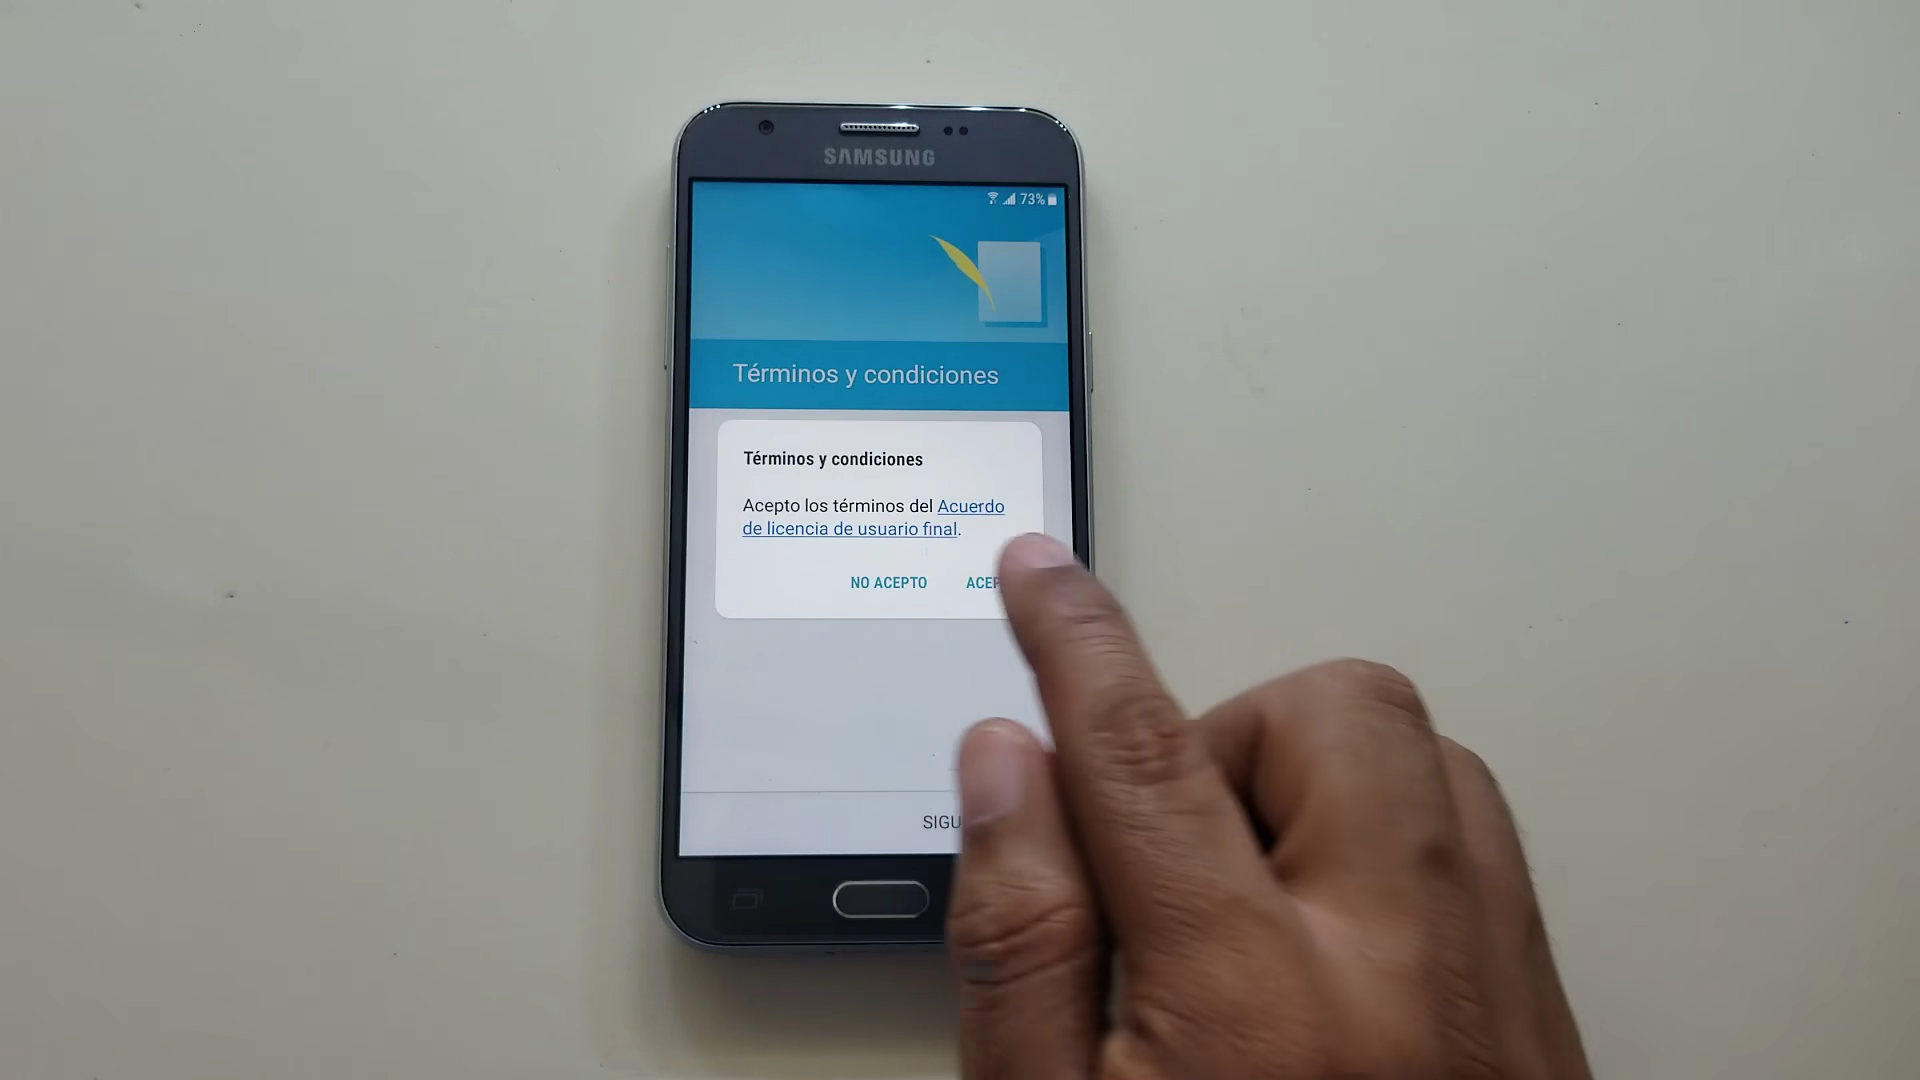 SAMSUNG
73%
Términos y condiciones
Términos y condiciones
Acepto los términos del Acuerdo
de licencia de usuario final.
NO ACEPTO